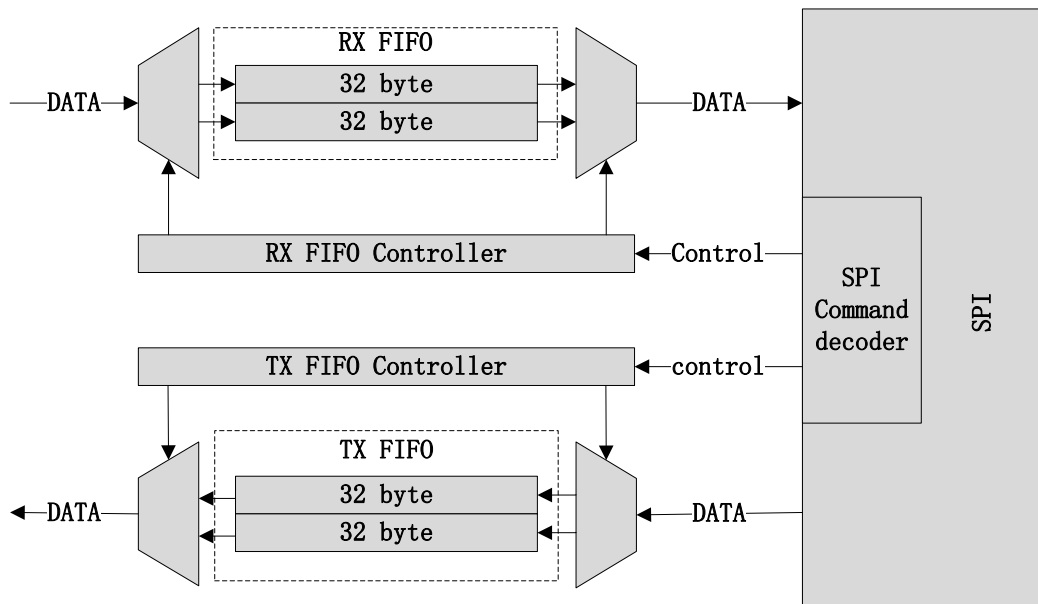 RX FIFO
32 byte
32 byte
DATA
DATA
RX FIFO Controller
Control
SPI
Command
decoder
SPI
TX FIFO Controller
control
TX FIFO
32 byte
32 byte
DATA
DATA